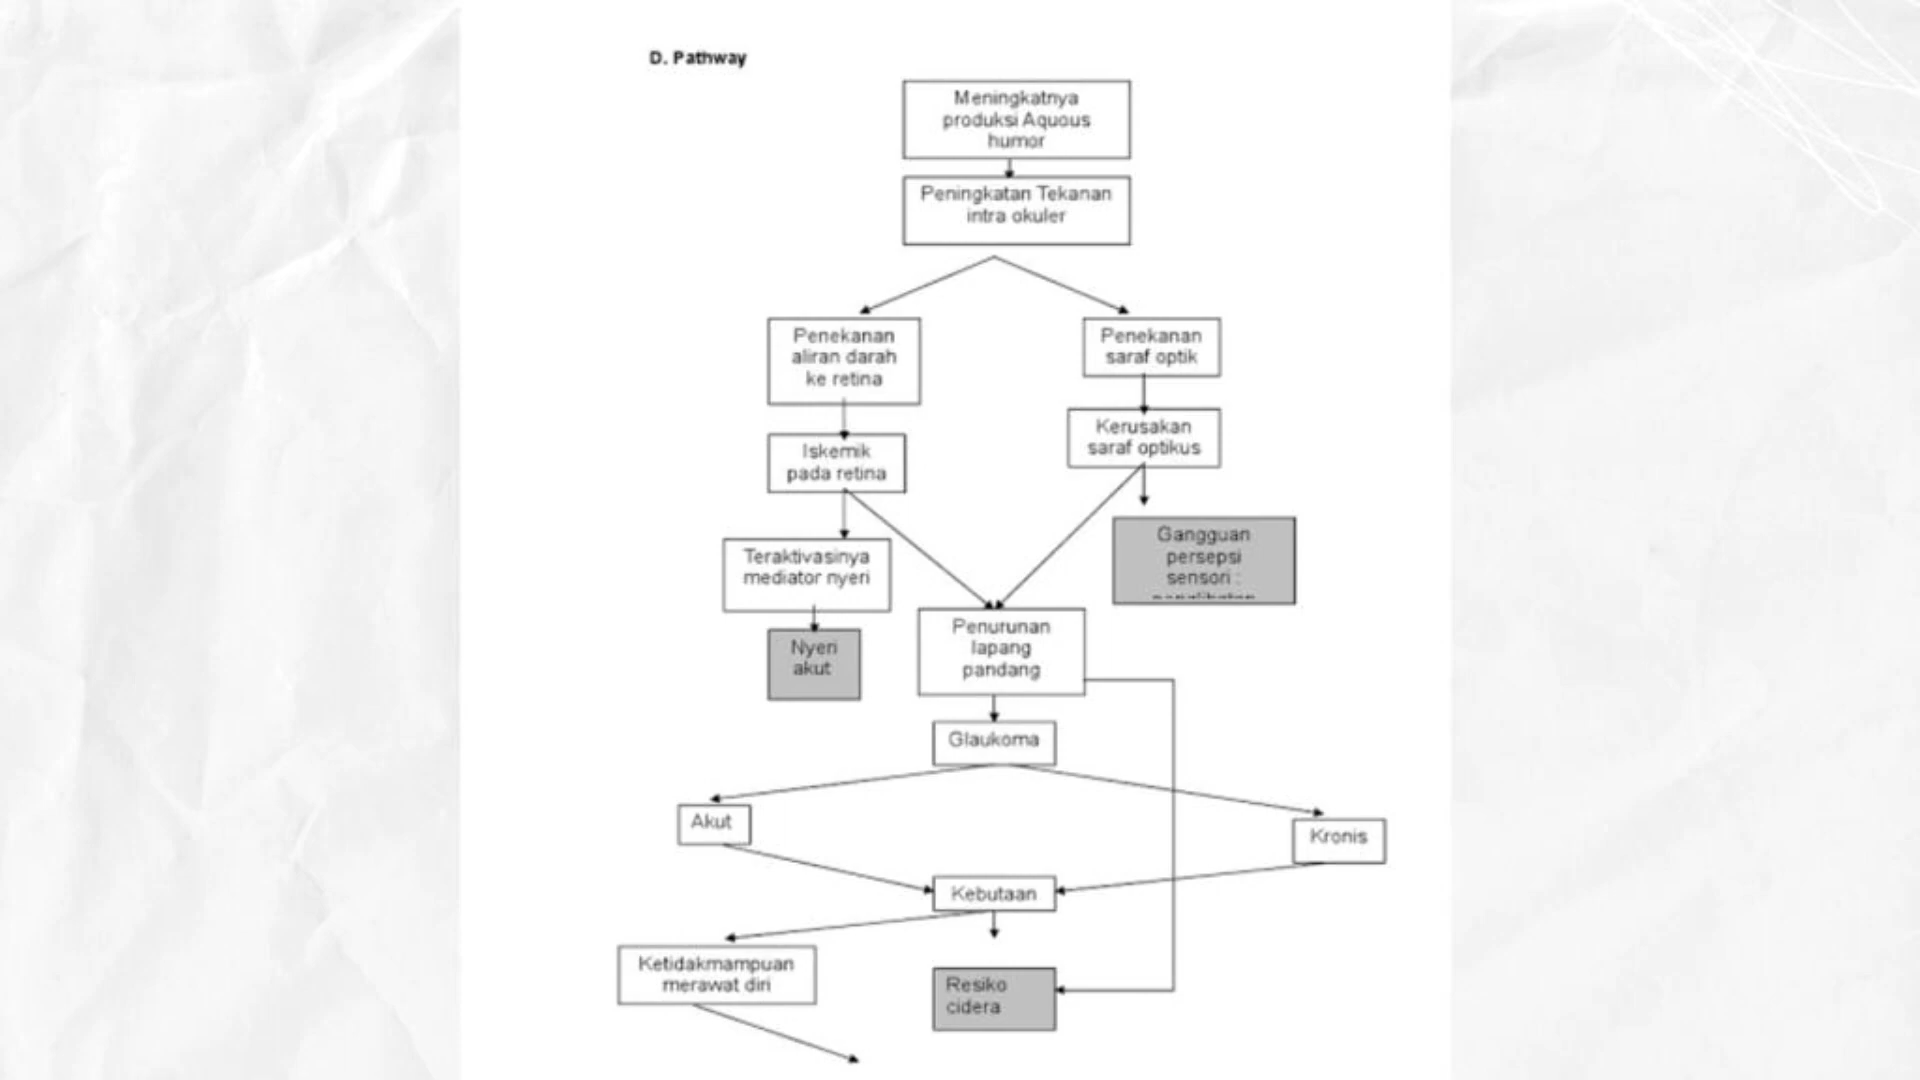 D. Pathway
Meningkatnya
produksi Aquous
humor
Peningkatan Tekanan
intra okuler
Penekanan
aliran darah
ke retina
Penekanan
saraf optik
Kerusakan
saraf optikus
Iskemik
pada retina
Gangguan
persepsi
sensori :
Teraktivasinya
mediator nyeri
Nyeri
akut
Penurunan
lapang
pandang
Glaukoma
Akut
Kronis
Kebutaan
Ketidakmampuan
merawat diri
Resiko
cidera